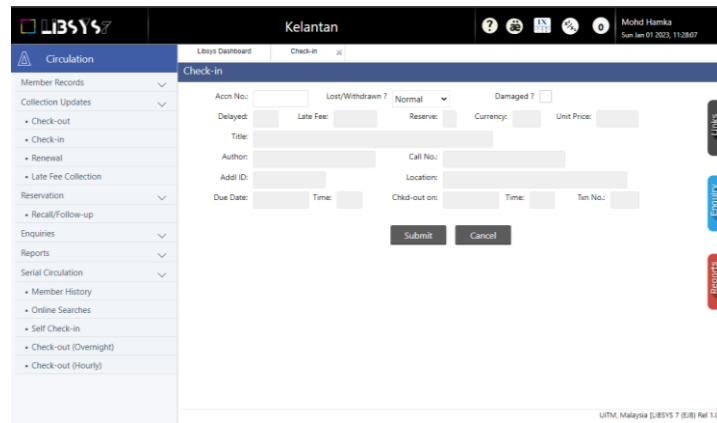 LIBSYS7
Kelantan
? æ IX 0
Mohd Hamka
Sun Jan 01 2023, 11:28:07
Circulation
Libsys Dashboard Check-in
Check-in
Member Records
Collection Updates
• Check-out
• Check-in
• Renewal
• Late Fee Collection
Reservation
• Recall/Follow-up
Enquiries
Reports
Serial Circulation
• Member History
• Online Searches
• Self Check-in
• Check-out (Overnight)
• Check-out (Hourly)
Accn No.: Lost/Withdrawn ? Normal Damaged ?
Delayed: Late Fee: Reserve: Currency: Unit Price:
Title:
Author: Call No.:
Addl ID: Location:
Due Date: Time: Chkd-out on: Time: Txn No.:
Submit Cancel
Links
Enquiry
Reports
UiTM, Malaysia [LIBSYS 7 (EJB) Rel 1.0